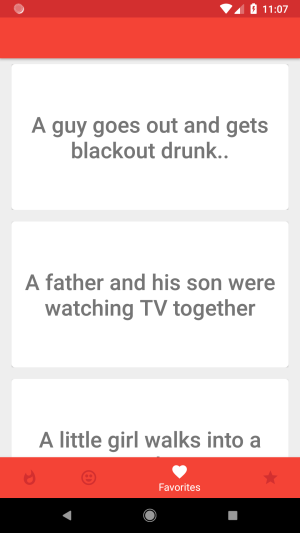 11:07
A guy goes out and gets
blackout drunk..
A father and his son were
watching TV together
A little girl walks into a
Favorites